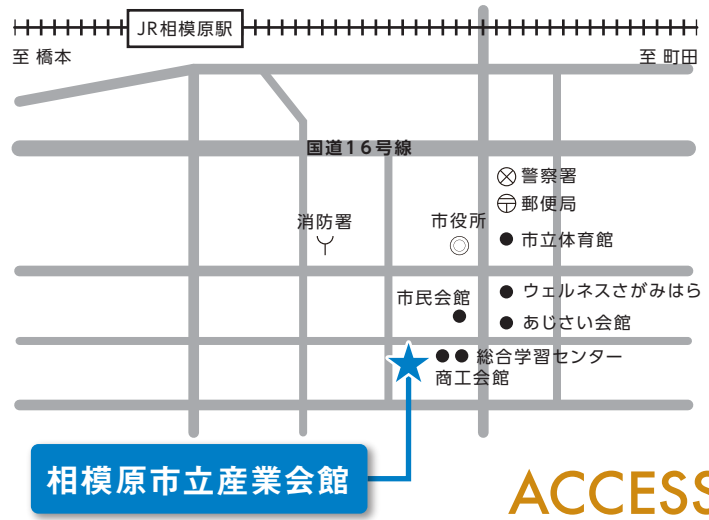 JR相模原駅
至 橋本
至 町田
国道16号線
警察署
郵便局
消防署
市役所
市立体育館
ウェルネスさがみはら
市民会館
あじさい会館
総合学習センター
商工会館
相模原市立産業会館
ACCESS